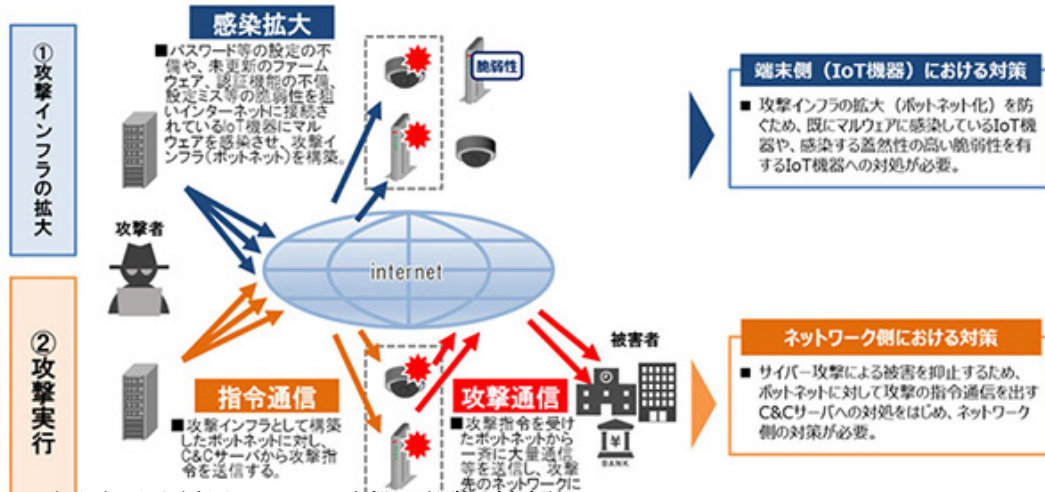 ①攻撃インフラの拡大
感染拡大
■パスワード等の設定の不
備や、未更新のファーム
ウェア、認証機能の不備、
設定ミス等の脆弱性を狙
いインターネットに接続さ
れているIoT機器にマル
ウェアを感染させ、攻撃イ
ンフラ(ボットネット)を構築。
脆弱性
端末側（IoT機器）における対策
■ 攻撃インフラの拡大（ボットネット化）を防
ぐため、既にマルウェアに感染しているIoT機
器や、感染する蓋然性の高い脆弱性を有
するIoT機器への対処が必要。
攻撃者
internet
②攻撃実行
指令通信
■攻撃インフラとして構築
したボットネットに対し、
C&Cサーバから攻撃指
令を送信する。
攻撃通信
■攻撃指令を受け
たボットネットから
一斉に大量通信
等を送信し、攻撃
先のネットワークに
被害者
¥
BANK
ネットワーク側における対策
■ サイバー攻撃による被害を抑止するため、
ボットネットに対して攻撃の指令通信を出す
C&Cサーバへの対処をはじめ、ネットワーク
側の対策が必要。